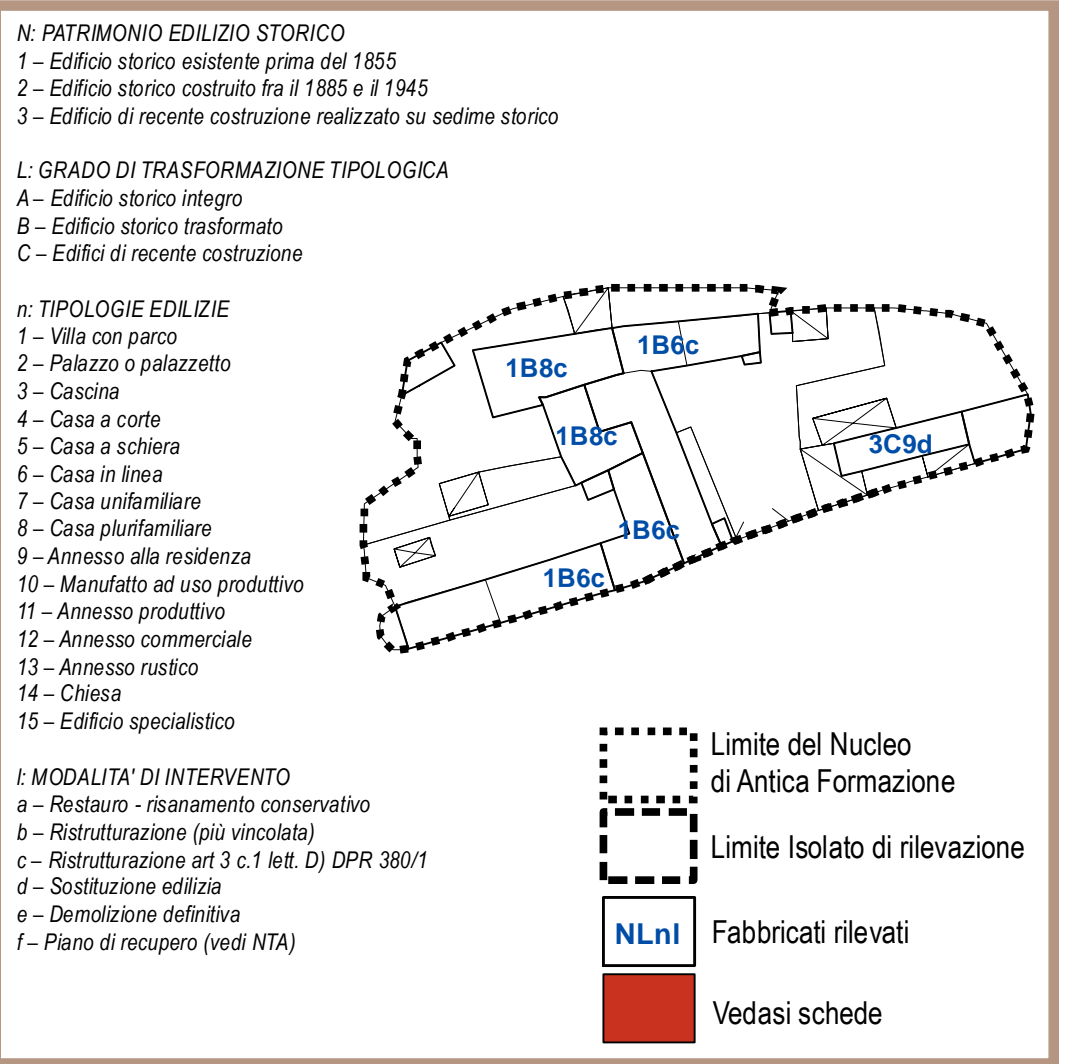 N: PATRIMONIO EDILIZIO STORICO
1 – Edificio storico esistente prima del 1855
2 – Edificio storico costruito fra il 1885 e il 1945
3 – Edificio di recente costruzione realizzato su sedime storico
L: GRADO DI TRASFORMAZIONE TIPOLOGICA
A – Edificio storico integro
B – Edificio storico trasformato
C – Edifici di recente costruzione
n: TIPOLOGIE EDILIZIE
1 – Villa con parco
2 – Palazzo o palazzetto
3 – Cascina
4 – Casa a corte
5 – Casa a schiera
6 – Casa in linea
7 – Casa unifamiliare
8 – Casa plurifamiliare
9 – Annesso alla residenza
10 – Manufatto ad uso produttivo
11 – Annesso produttivo
12 – Annesso commerciale
13 – Annesso rustico
14 – Chiesa
15 – Edificio specialistico
l: MODALITA' DI INTERVENTO
a – Restauro - risanamento conservativo
b – Ristrutturazione (più vincolata)
c – Ristrutturazione art 3 c.1 lett. D) DPR 380/1
d – Sostituzione edilizia
e – Demolizione definitiva
f – Piano di recupero (vedi NTA)
1B6c
1B8c
1B8c
3C9d
1B6c
1B6c
Limite del Nucleo
di Antica Formazione
Limite Isolato di rilevazione
NLnl
Fabbricati rilevati
Vedasi schede